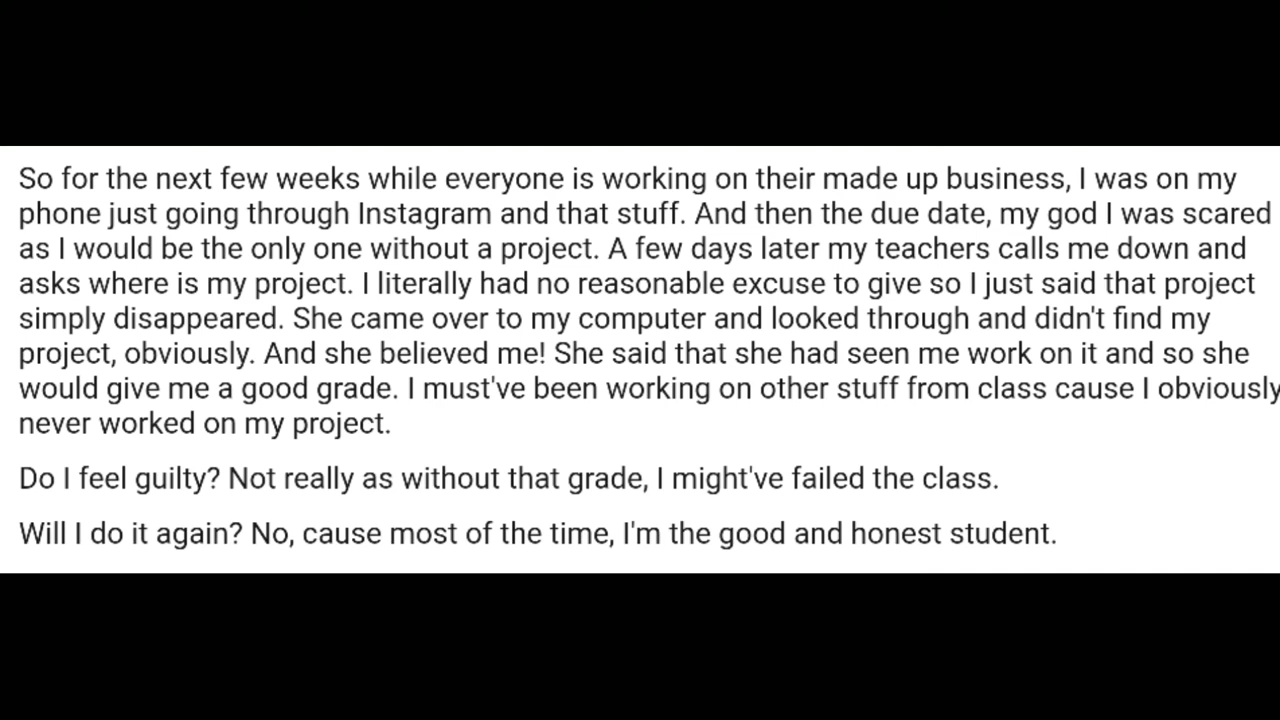 So for the next few weeks while everyone is working on their made up business, I was on my
phone just going through Instagram and that stuff. And then the due date, my god I was scared
as I would be the only one without a project. A few days later my teachers calls me down and
asks where is my project. I literally had no reasonable excuse to give so I just said that project
simply disappeared. She came over to my computer and looked through and didn't find my
project, obviously. And she believed me! She said that she had seen me work on it and so she
would give me a good grade. I must've been working on other stuff from class cause I obviously
never worked on my project.
Do I feel guilty? Not really as without that grade, I might've failed the class.
Will I do it again? No, cause most of the time, I'm the good and honest student.